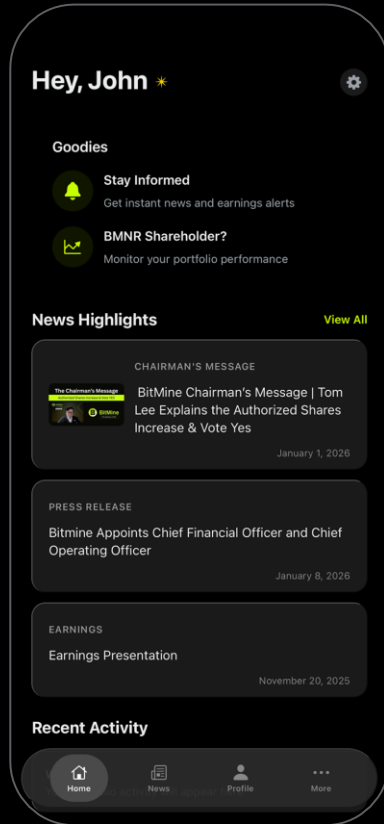 Hey, John
Goodies
Stay Informed
Get instant news and earnings alerts
BMNR Shareholder?
Monitor your portfolio performance
News Highlights
View All
CHAIRMAN'S MESSAGE
The Chairman's Message
BitMine
BitMine Chairman's Message | Tom
Lee Explains the Authorized Shares
Increase & Vote Yes
January 1, 2026
PRESS RELEASE
Bitmine Appoints Chief Financial Officer and Chief
Operating Officer
January 8, 2026
EARNINGS
Earnings Presentation
November 20, 2025
Recent Activity
Home
News
Profile
More